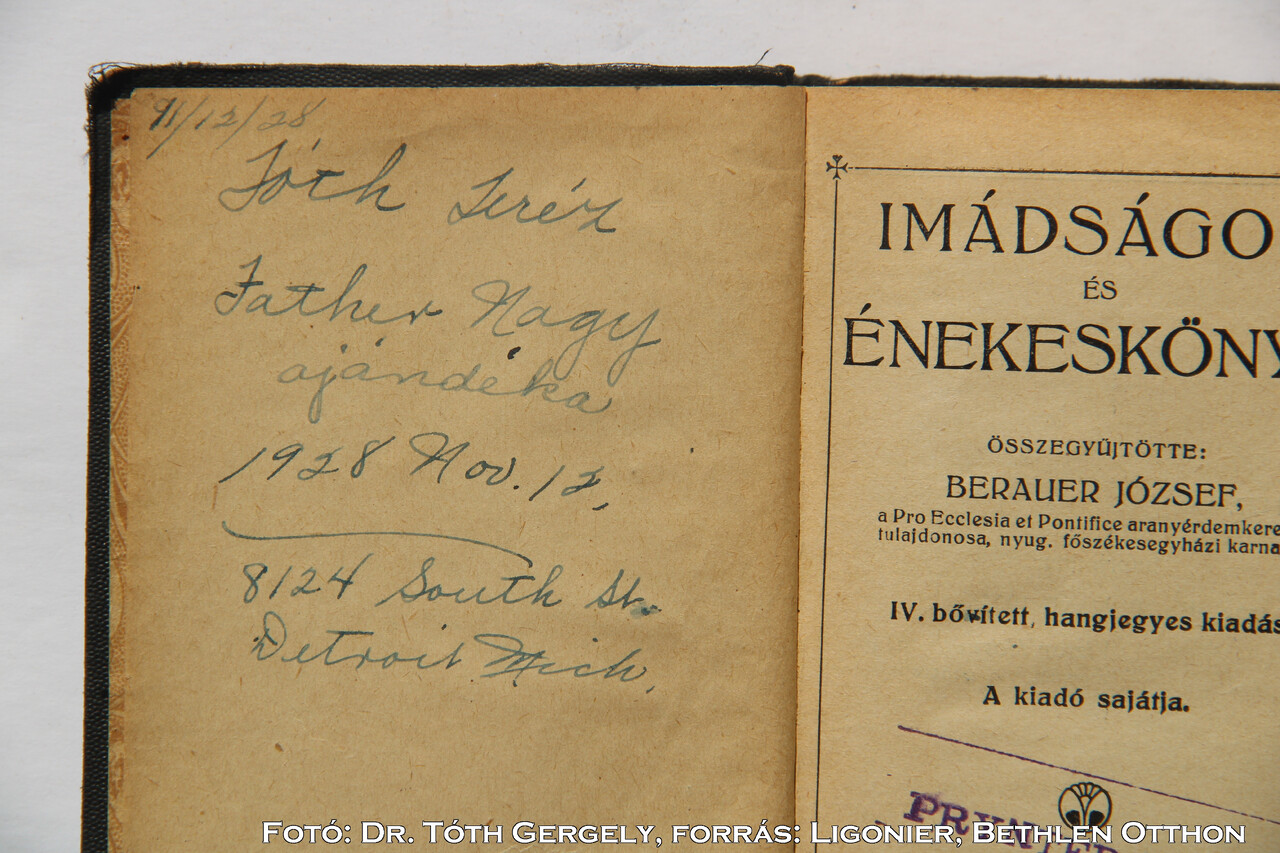 11/12/28
Tóth Teréz
Father Nagy
ajándéka
1928 Nov. 12,
8124 South St.
Detroit Mich.
IMÁDSÁGO
ÉS
ÉNEKESKÖNY
ÖSSZEGYŰJTÖTTE:
BERAUER JÓZSEF,
a Pro Ecclesia et Pontifice aranyérdemkere
tulajdonosa, nyug. főszékesegyházi karna
IV. bővített, hangjegyes kiadás
A kiadó sajátja.
Fotó: Dr. Tóth Gergely, forrás: Ligonier, Bethlen Otthon